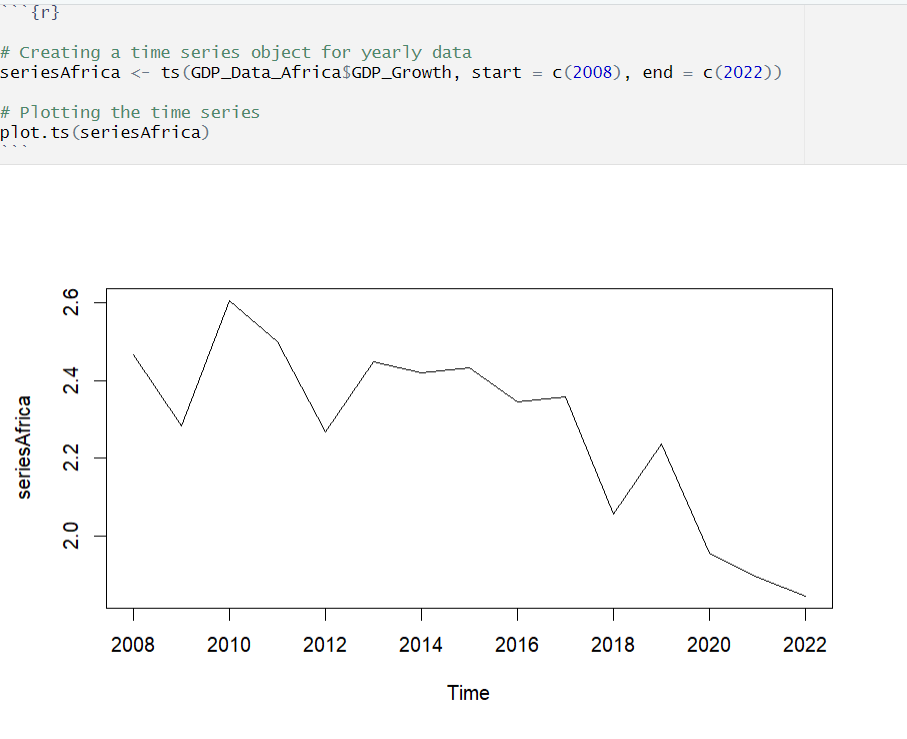 ```{r}
# Creating a time series object for yearly data
seriesAfrica <- ts(GDP_Data_Africa$GDP_Growth, start = c(2008), end = c(2022))
# Plotting the time series
plot.ts(seriesAfrica)
```
2.6
2.4
2.2
2.0
seriesAfrica
2008 2010 2012 2014 2016 2018 2020 2022
Time